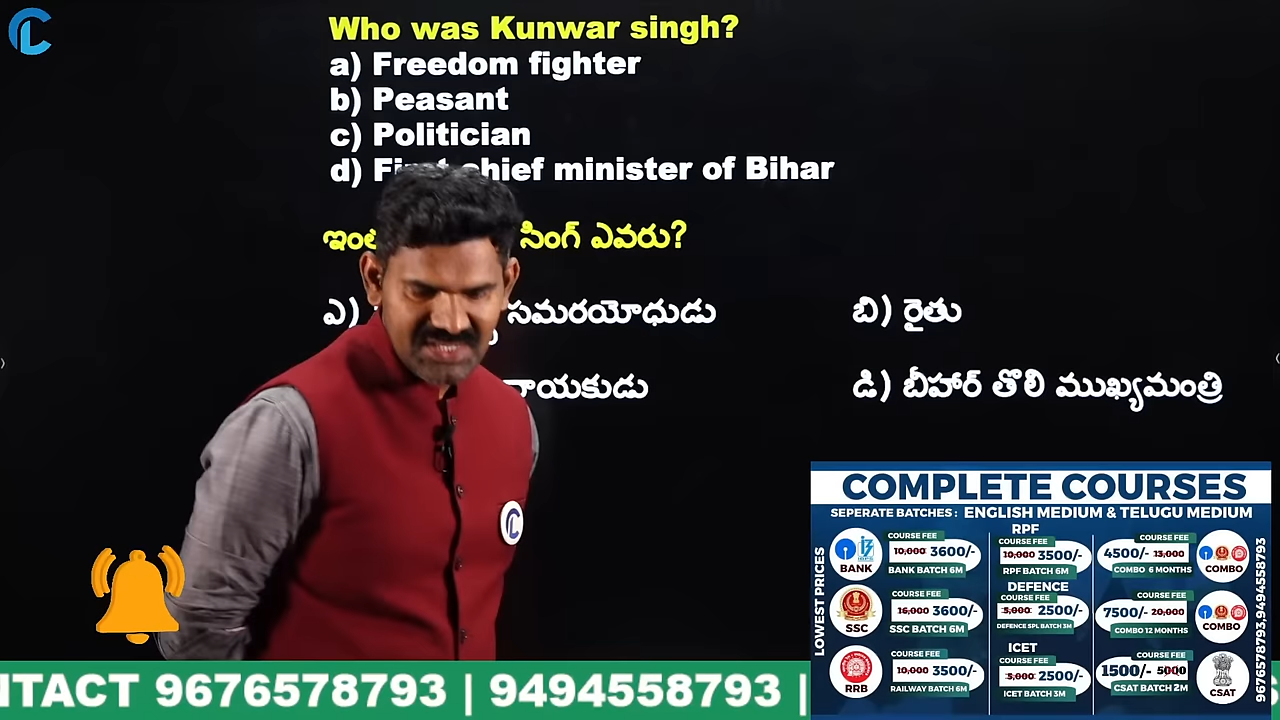 Who was Kunwar singh?
a) Freedom fighter
b) Peasant
c) Politician
d) chief minister of Bihar
సింగ్ ఎవరు?
ఎ) సమరయోధుడు
బి) రైతు
డి) బీహార్ తొలి ముఖ్యమంత్రి
COMPLETE COURSES
SEPERATE BATCHES : ENGLISH MEDIUM & TELUGU MEDIUM
LOWEST PRICES
BANK
COURSE FEE
10,000 3600/-
BANK BATCH 6M
SSC
COURSE FEE
16,000 3600/-
SSC BATCH 6M
RRB
COURSE FEE
10,000 3500/-
RAILWAY BATCH 6M
RPF
COURSE FEE
10,000 3500/-
RPF BATCH 6M
DEFENCE
COURSE FEE
5,000 2500/-
DEFENCE SPL BATCH 3M
ICET
COURSE FEE
5,000 2500/-
ICET BATCH 3M
COURSE FEE
4500/- 13,000
COMBO 6 MONTHS
COMBO
COURSE FEE
7500/- 20,000
COMBO 12 MONTHS
COMBO
COURSE FEE
1500/- 5000
CSAT BATCH 2M
CSAT
9676578793,9494558793
9676578793 | 9494558793 |